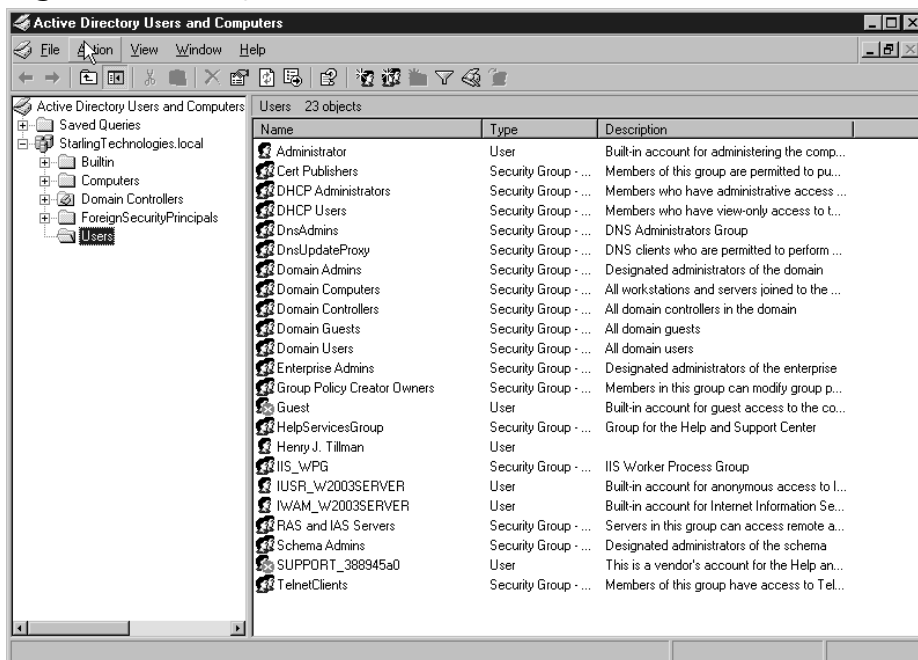 Active Directory Users and Computers
File Action View Window Help
Active Directory Users and Computers
Saved Queries
StarlingTechnologies.local
Builtin
Computers
Domain Controllers
ForeignSecurityPrincipals
Users
Users 23 objects
Name Type Description
Administrator User Built-in account for administering the comp...
Cert Publishers Security Group - ... Members of this group are permitted to pu...
DHCP Administrators Security Group - ... Members who have administrative access ...
DHCP Users Security Group - ... Members who have view-only access to t...
DnsAdmins Security Group - ... DNS Administrators Group
DnsUpdateProxy Security Group - ... DNS clients who are permitted to perform ...
Domain Admins Security Group - ... Designated administrators of the domain
Domain Computers Security Group - ... All workstations and servers joined to the ...
Domain Controllers Security Group - ... All domain controllers in the domain
Domain Guests Security Group - ... All domain guests
Domain Users Security Group - ... All domain users
Enterprise Admins Security Group - ... Designated administrators of the enterprise
Group Policy Creator Owners Security Group - ... Members in this group can modify group p...
Guest User Built-in account for guest access to the co...
HelpServicesGroup Security Group - ... Group for the Help and Support Center
Henry J. Tillman User
IIS_WPG Security Group - ... IIS Worker Process Group
IUSR_W2003SERVER User Built-in account for anonymous access to I...
IWAM_W2003SERVER User Built-in account for Internet Information Se...
RAS and IAS Servers Security Group - ... Servers in this group can access remote a...
Schema Admins Security Group - ... Designated administrators of the schema
SUPPORT_388945a0 User This is a vendor's account for the Help an...
TelnetClients Security Group - ... Members of this group have access to Tel...